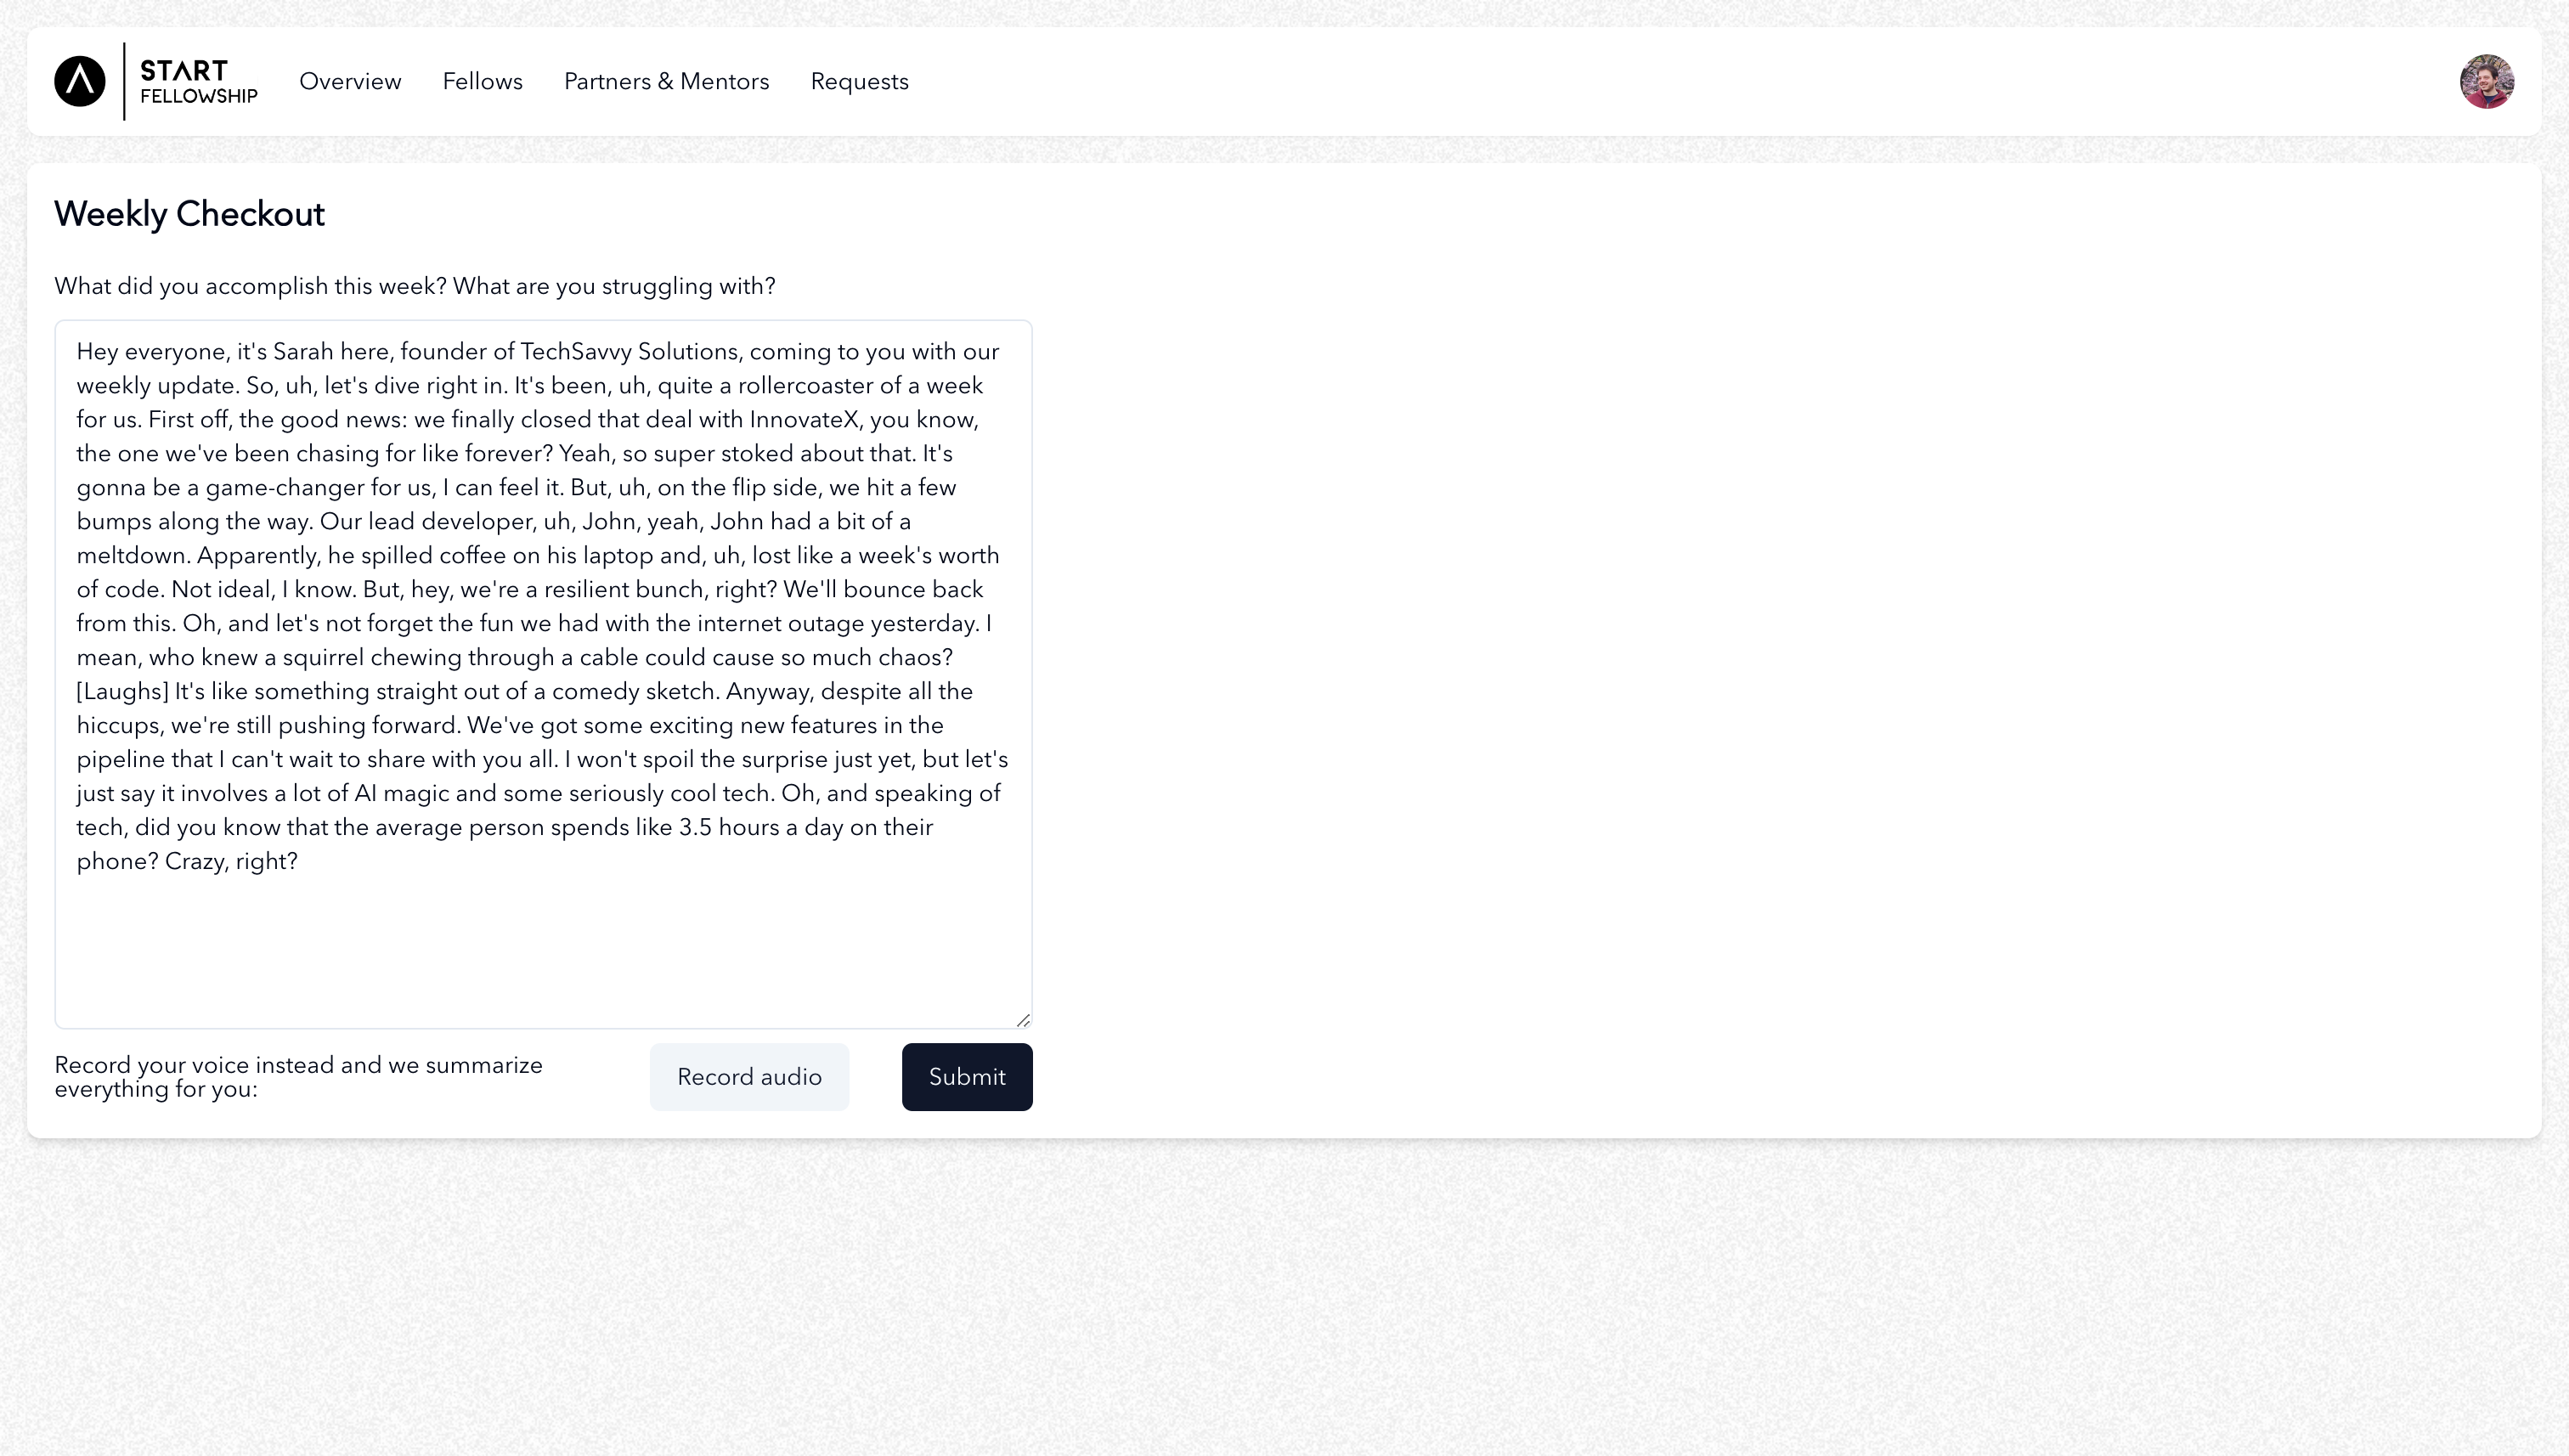 START
FELLOWSHIP
Overview
Fellows
Partners & Mentors
Requests
Weekly Checkout
What did you accomplish this week? What are you struggling with?
Hey everyone, it's Sarah here, founder of TechSavvy Solutions, coming to you with our
weekly update. So, uh, let's dive right in. It's been, uh, quite a rollercoaster of a week
for us. First off, the good news: we finally closed that deal with InnovateX, you know,
the one we've been chasing for like forever? Yeah, so super stoked about that. It's
gonna be a game-changer for us, I can feel it. But, uh, on the flip side, we hit a few
bumps along the way. Our lead developer, uh, John, yeah, John had a bit of a
meltdown. Apparently, he spilled coffee on his laptop and, uh, lost like a week's worth
of code. Not ideal, I know. But, hey, we're a resilient bunch, right? We'll bounce back
from this. Oh, and let's not forget the fun we had with the internet outage yesterday. I
mean, who knew a squirrel chewing through a cable could cause so much chaos?
[Laughs] It's like something straight out of a comedy sketch. Anyway, despite all the
hiccups, we're still pushing forward. We've got some exciting new features in the
pipeline that I can't wait to share with you all. I won't spoil the surprise just yet, but let's
just say it involves a lot of AI magic and some seriously cool tech. Oh, and speaking of
tech, did you know that the average person spends like 3.5 hours a day on their
phone? Crazy, right?
Record your voice instead and we summarize
everything for you:
Record audio
Submit